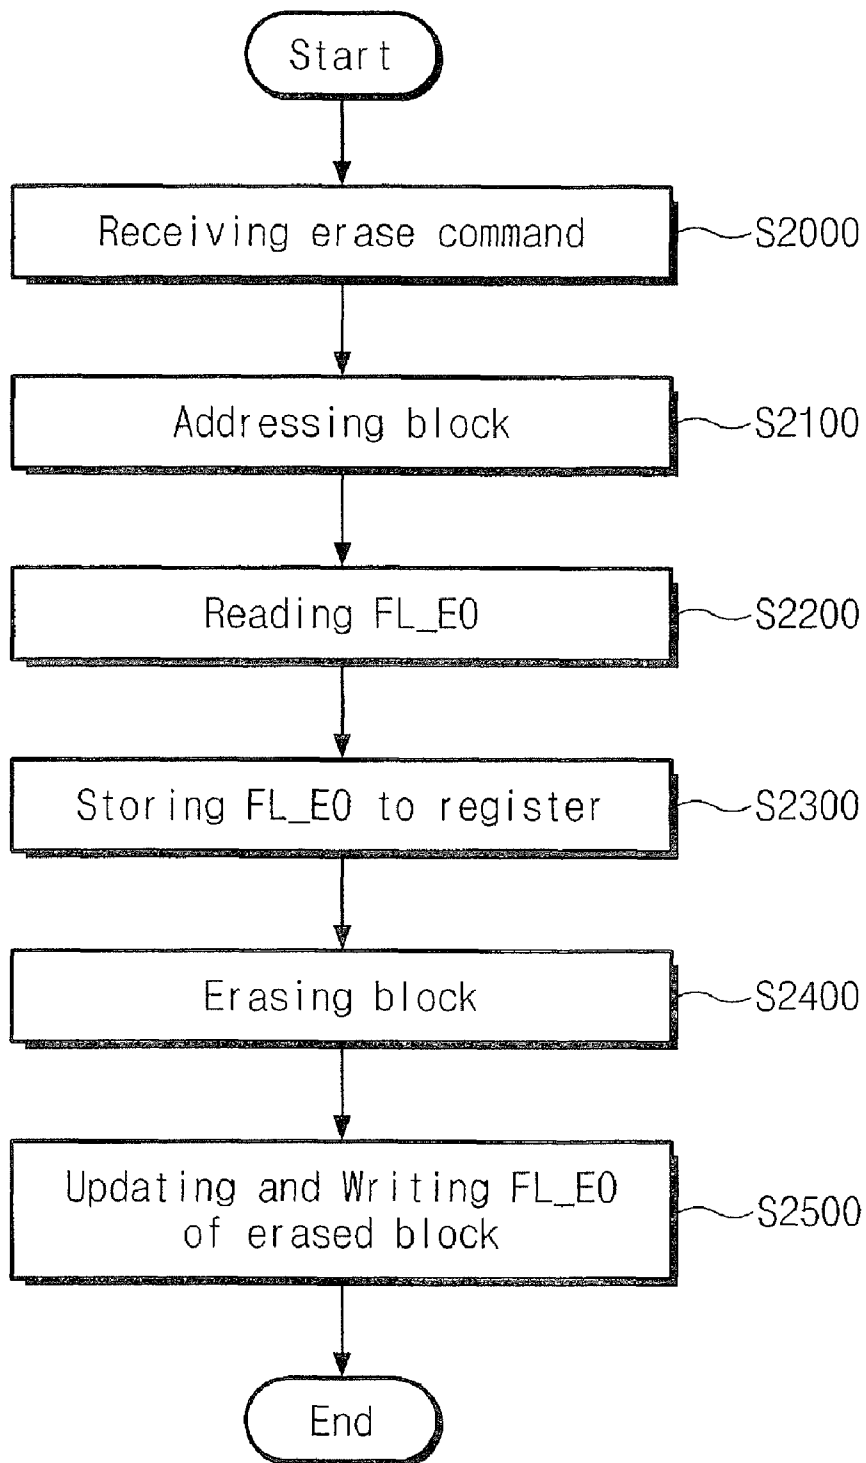 Start
Receiving erase command
S2000
Addressing block
S2100
Reading FL_E0
S2200
Storing FL_E0 to register
S2300
Erasing block
S2400
Updating and Writing FL_E0
of erased block
S2500
End